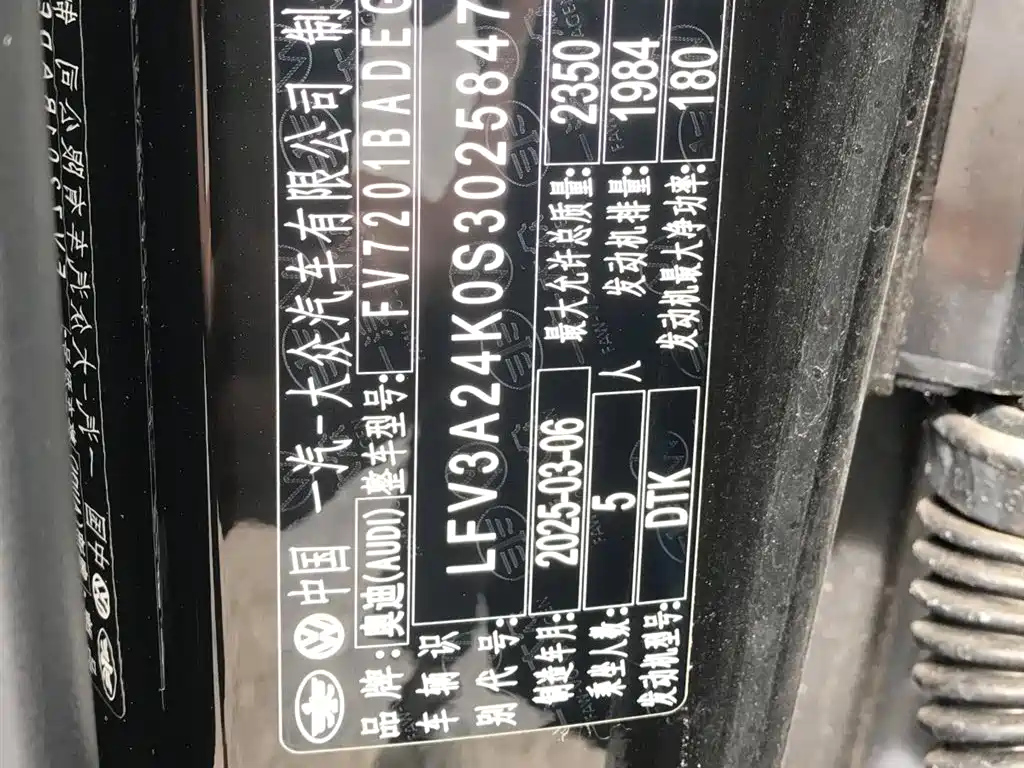 中国 一汽-大众汽车有限公司 制
品牌:奥迪(AUDI) 整车型号: FV7201BADEG
车辆识别代号: LFV3A24K0S3025847
制造年月: 2025-03-06 最大允许总质量: 2350
乘坐人数: 5 人 发动机排量: 1984
发动机型号: DTK 发动机最大净功率: 180